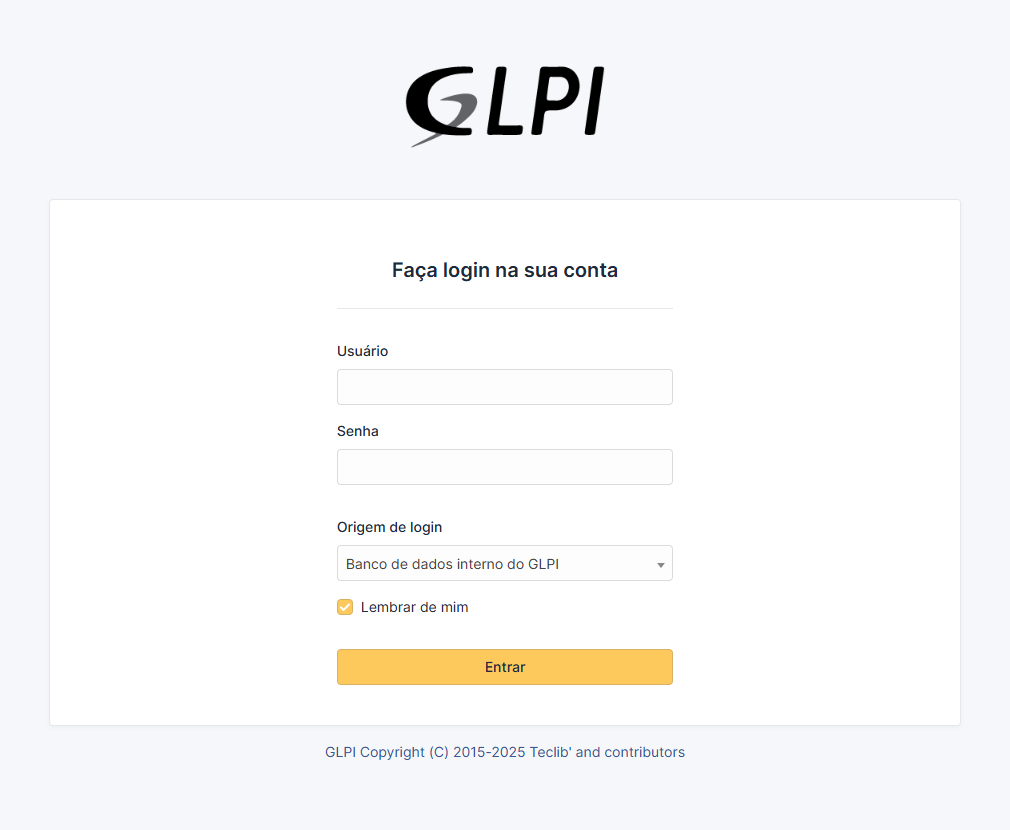 GLPI
Faça login na sua conta
Usuário
Senha
Origem de login
Banco de dados interno do GLPI
Lembrar de mim
Entrar
GLPI Copyright (C) 2015-2025 Teclib' and contributors